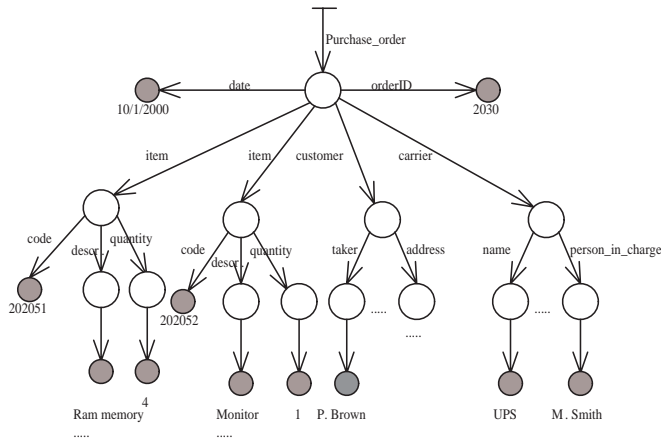 Purchase_order
date
orderID
10/1/2000
2030
item
item
customer
carrier
code
descr.
quantity
code
descr.
quantity
taker
address
name
person_in_charge
202051
202052
.....
.....
.....
4
Ram memory
Monitor
1
P. Brown
UPS
M. Smith
.....
.....